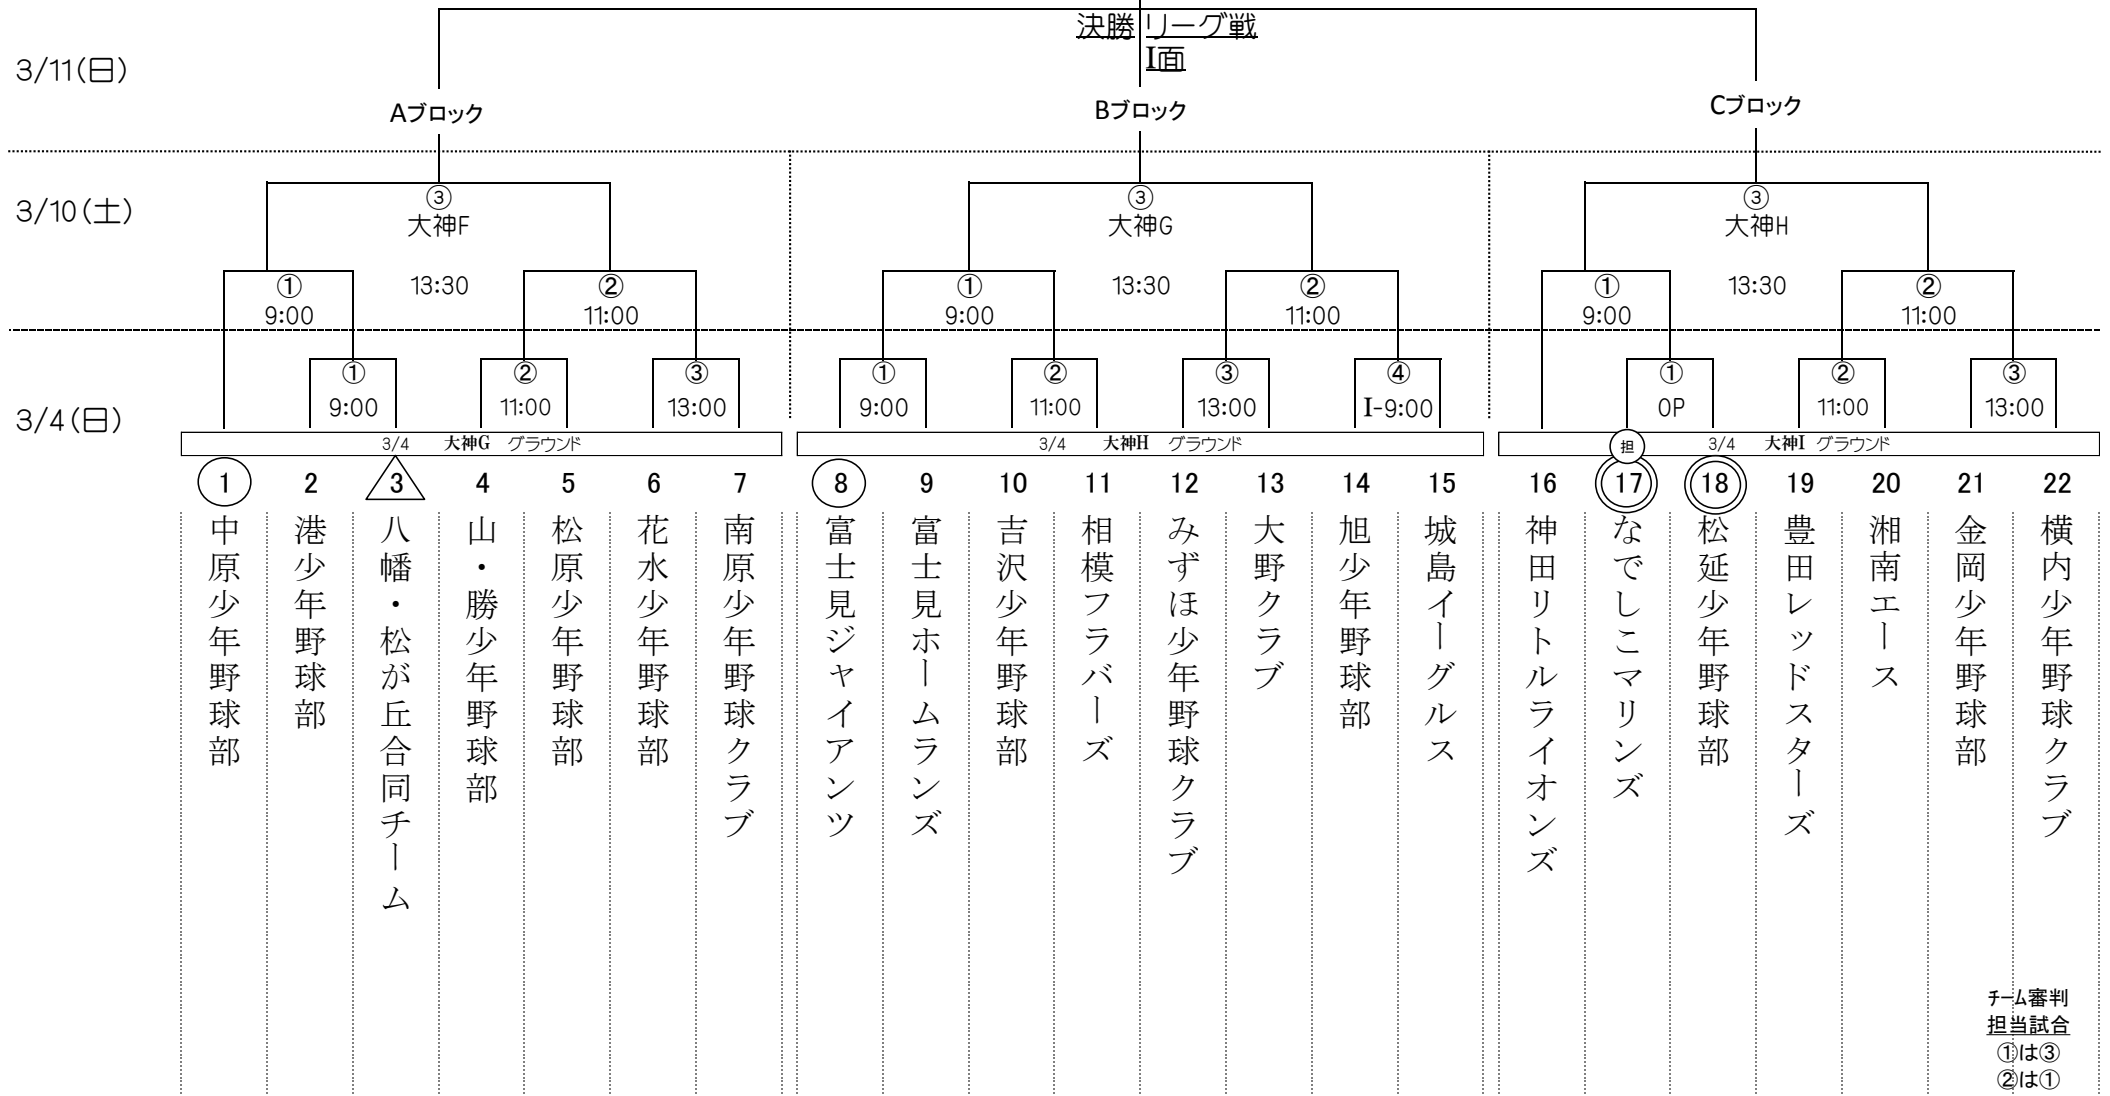 決勝 リーグ戦
I面
3/11(日)
Aブロック
Bブロック
Cブロック
3/10(土)
③
大神F
③
大神G
③
大神H
①
9:00
13:30
②
11:00
①
9:00
13:30
②
11:00
①
9:00
13:30
②
11:00
3/4(日)
①
9:00
②
11:00
③
13:00
①
9:00
②
11:00
③
13:00
④
I-9:00
①
OP
②
11:00
③
13:00
3/4 大神G グラウンド
3/4 大神H グラウンド
担
3/4 大神I グラウンド
1
中原少年野球部
2
港少年野球部
3
八幡・松が丘合同チーム
4
山・勝少年野球部
5
松原少年野球部
6
花水少年野球部
7
南原少年野球クラブ
8
富士見ジャイアンツ
9
富士見ホームランズ
10
吉沢少年野球部
11
相模フラバーズ
12
みずほ少年野球クラブ
13
大野クラブ
14
旭少年野球部
15
城島イーグルス
16
神田リトルライオンズ
17
なでしこマリンズ
18
松延少年野球部
19
豊田レッドスターズ
20
湘南エース
21
金岡少年野球部
22
横内少年野球クラブ
チーム審判
担当試合
①は③
②は①